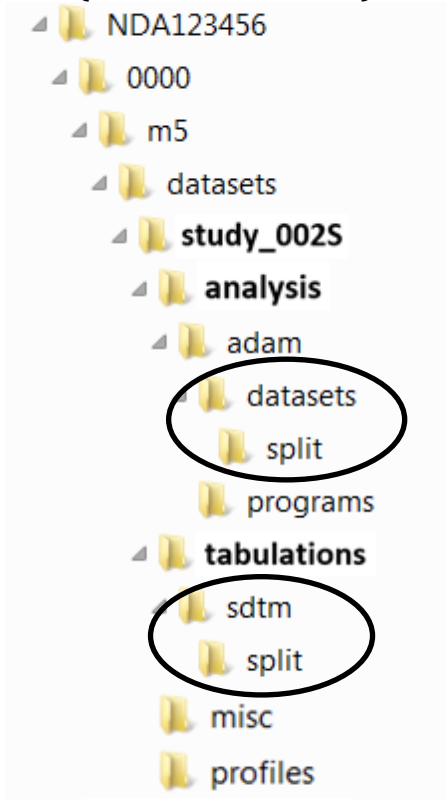 NDA123456
0000
m5
datasets
study_002S
analysis
adam
datasets
split
programs
tabulations
sdtm
split
misc
profiles